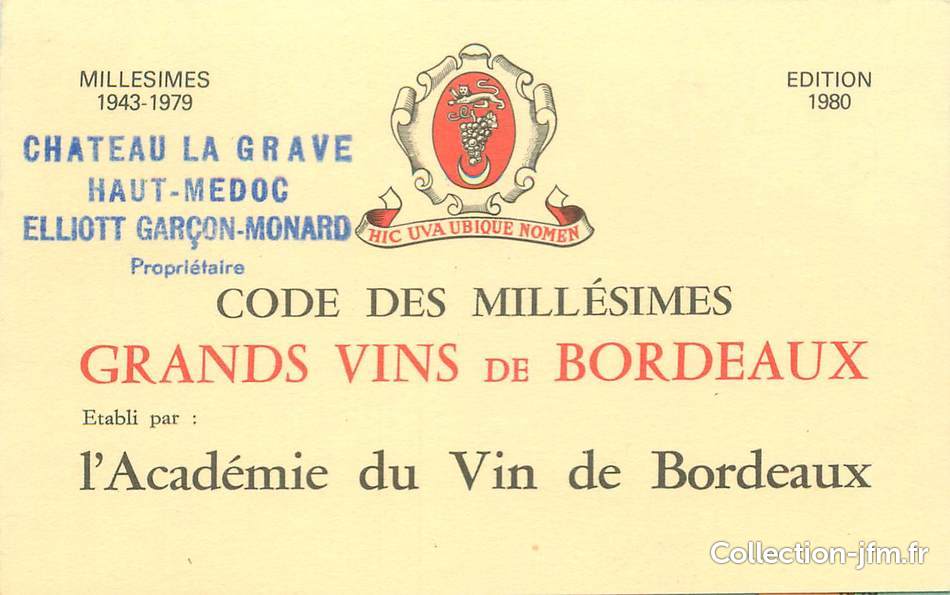 MILLESIMES
1943-1979
EDITION
1980
CHATEAU LA GRAVE
HAUT-MEDOC
ELLIOTT GARÇON-MONARD
Propriétaire
HIC UVA UBIQUE NOMEN
CODE DES MILLÉSIMES
GRANDS VINS DE BORDEAUX
Etabli par :
l'Académie du Vin de Bordeaux
Collection-jfm.fr